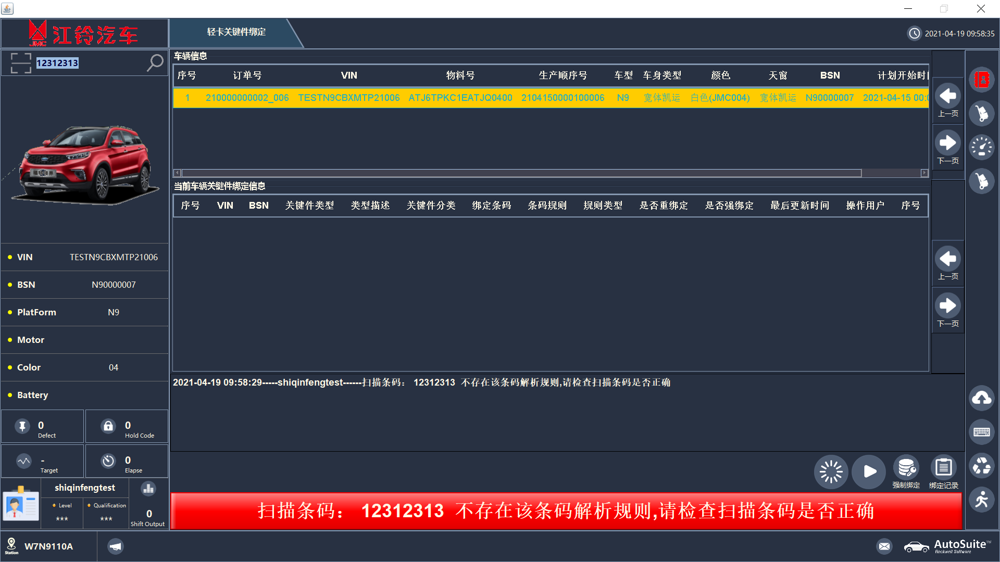 JMC 江铃汽车
轻卡关键件绑定
2021-04-19 09:58:35
12312313
车辆信息
序号 订单号 VIN 物料号 生产顺序号 车型 车身类型 颜色 天窗 BSN 计划开始时
1 210000000002_006 TESTN9CBXMTP21006 ATJ6TPKC1EATJQ0400 2104150000100006 N9 宽体凯运 白色(JMC004) 宽体凯运 N90000007 2021-04-15 00:
上一页
下一页
当前车辆关键件绑定信息
序号 VIN BSN 关键件类型 类型描述 关键件分类 绑定条码 条码规则 规则类型 是否重绑定 是否强绑定 最后更新时间 操作用户 序号
上一页
下一页
VIN TESTN9CBXMTP21006
BSN N90000007
PlatForm N9
Motor
Color 04
Battery
0 Defect
0 Hold Code
- Target
0 Elapse
shiqinfengtest
Level
***
Qualification
***
0
Shift Output
2021-04-19 09:58:29-----shiqinfengtest------扫描条码： 12312313 不存在该条码解析规则,请检查扫描条码是否正确
强制绑定
绑定记录
扫描条码： 12312313 不存在该条码解析规则,请检查扫描条码是否正确
Station
W7N9110A
AutoSuite™
Rockwell Software